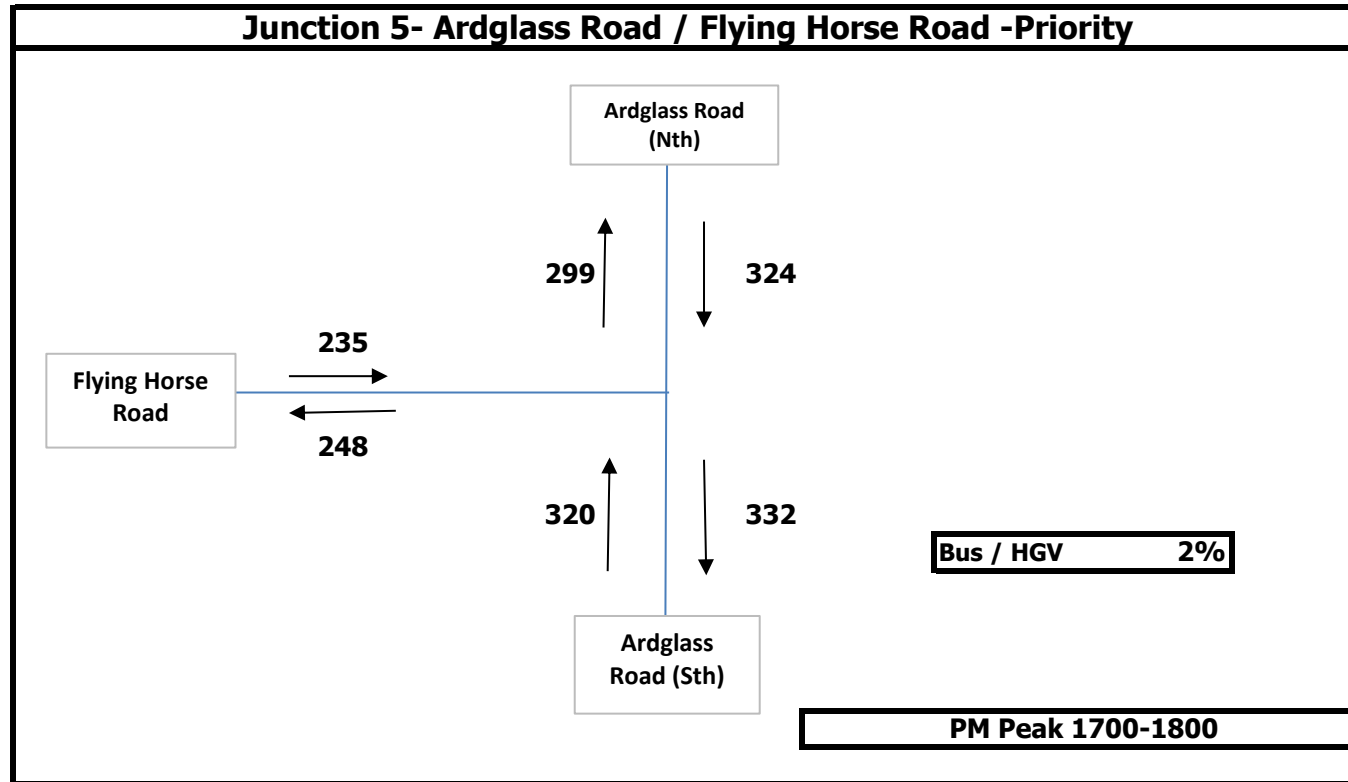 Junction 5- Ardglass Road / Flying Horse Road -Priority
Ardglass Road
(Nth)
299
324
235
Flying Horse
Road
248
320
332
Bus / HGV 2%
Ardglass
Road (Sth)
PM Peak 1700-1800